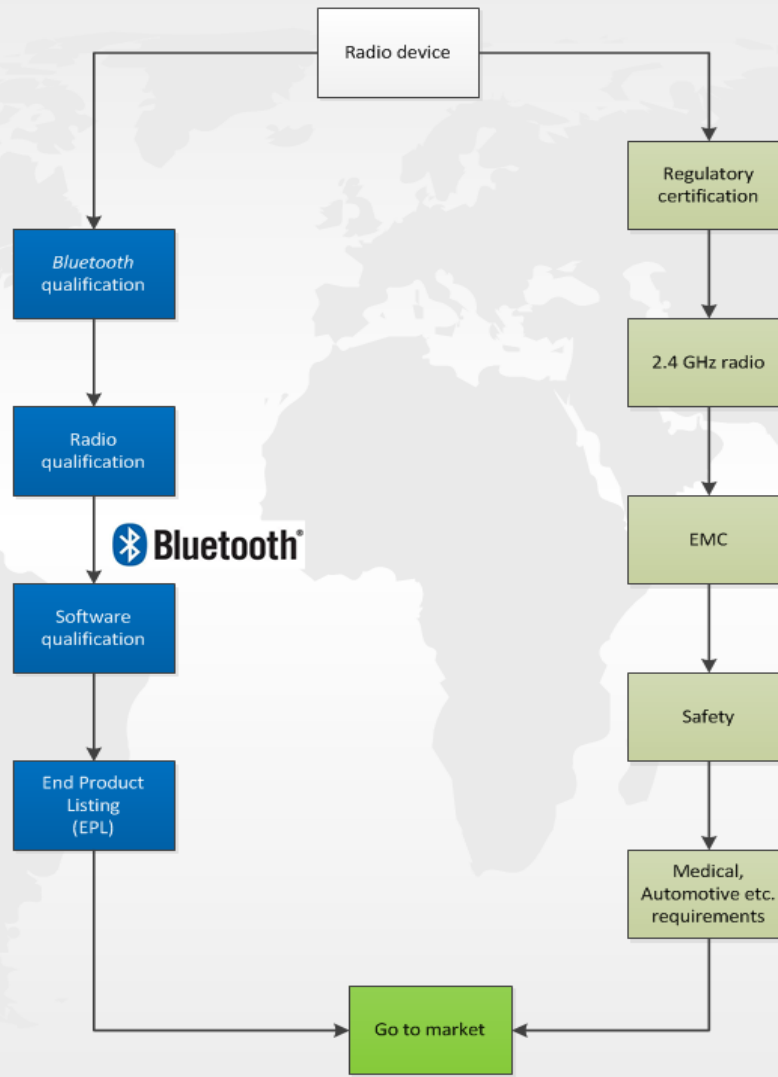 Radio device
Regulatory
certification
Bluetooth
qualification
2.4 GHz radio
Radio
qualification
EMC
Bluetooth®
Software
qualification
Safety
End Product
Listing
(EPL)
Medical,
Automotive etc.
requirements
Go to market